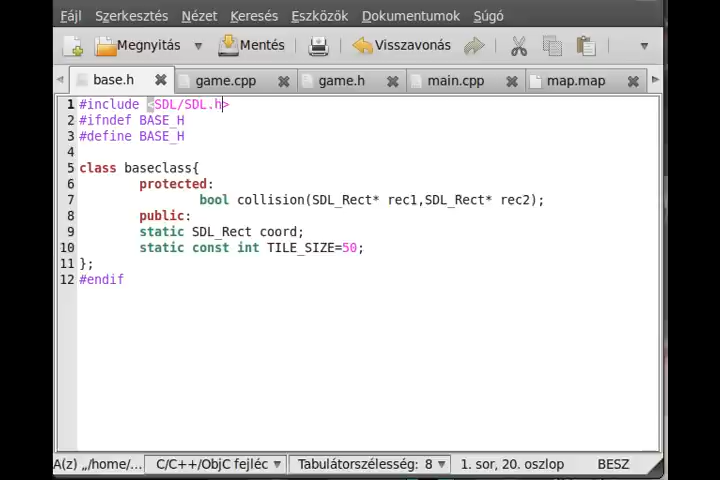 Fájl Szerkesztés Nézet Keresés Eszközök Dokumentumok Súgó
Megnyitás Mentés Visszavonás
base.h game.cpp game.h main.cpp map.map
1 #include <SDL/SDL.h>
2 #ifndef BASE_H
3 #define BASE_H
4
5 class baseclass{
6 protected:
7 bool collision(SDL_Rect* rec1,SDL_Rect* rec2);
8 public:
9 static SDL_Rect coord;
10 static const int TILE_SIZE=50;
11 };
12 #endif
A(z) „/home/... C/C++/ObjC fejléc Tabulátorszélesség: 8 1. sor, 20. oszlop BESZ